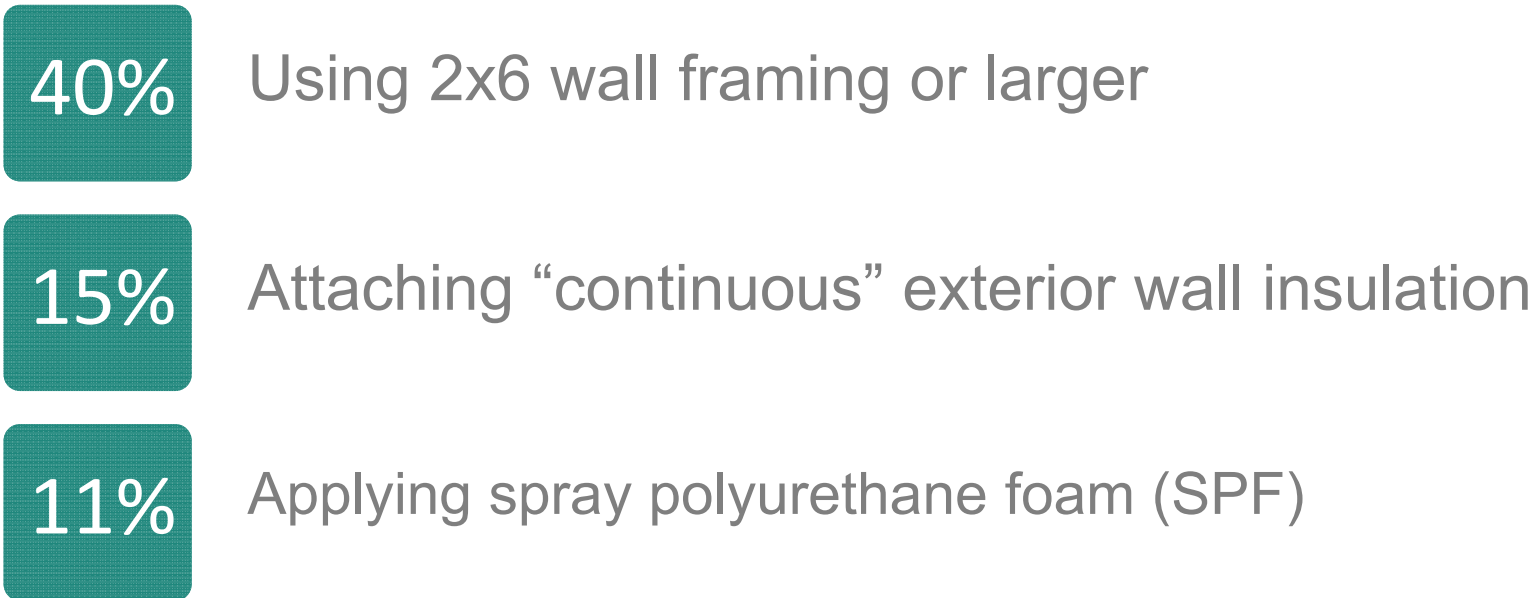 40% Using 2x6 wall framing or larger
15% Attaching “continuous” exterior wall insulation
11% Applying spray polyurethane foam (SPF)